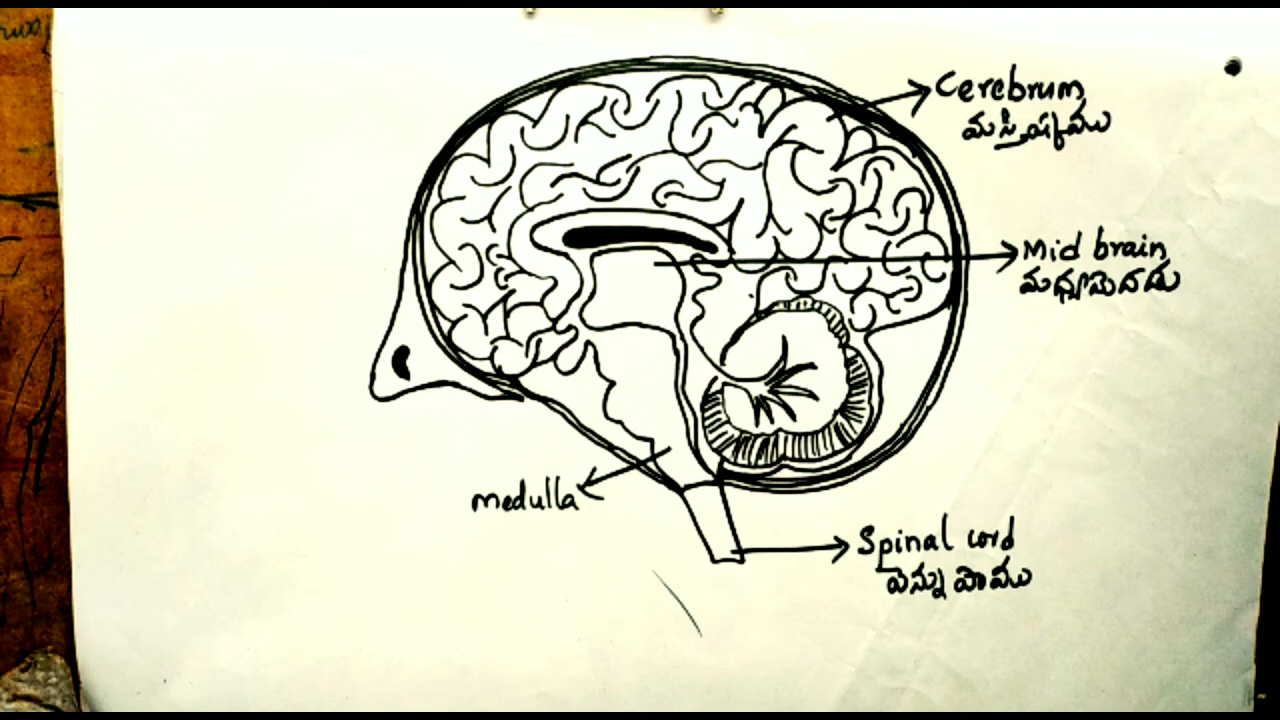 Cerebrum
మస్తిష్కము
Mid brain
మధ్యమెదడు
medulla
Spinal cord
వెన్ను పాము